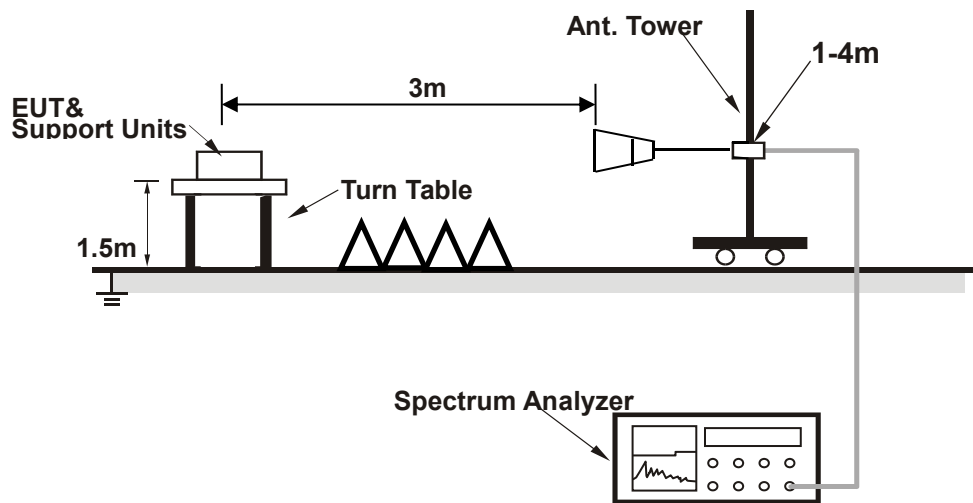 Ant. Tower
1-4m
3m
EUT&
Support Units
Turn Table
1.5m
Spectrum Analyzer